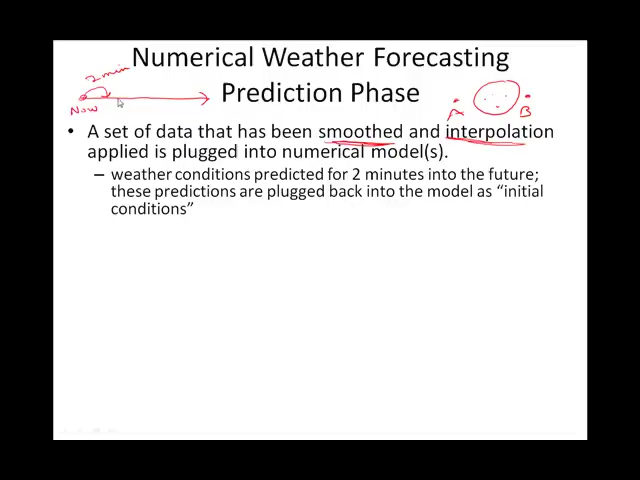 Numerical Weather Forecasting
2 min
Prediction Phase
Now
A
B
• A set of data that has been smoothed and interpolation
applied is plugged into numerical model(s).
– weather conditions predicted for 2 minutes into the future;
these predictions are plugged back into the model as “initial
conditions”